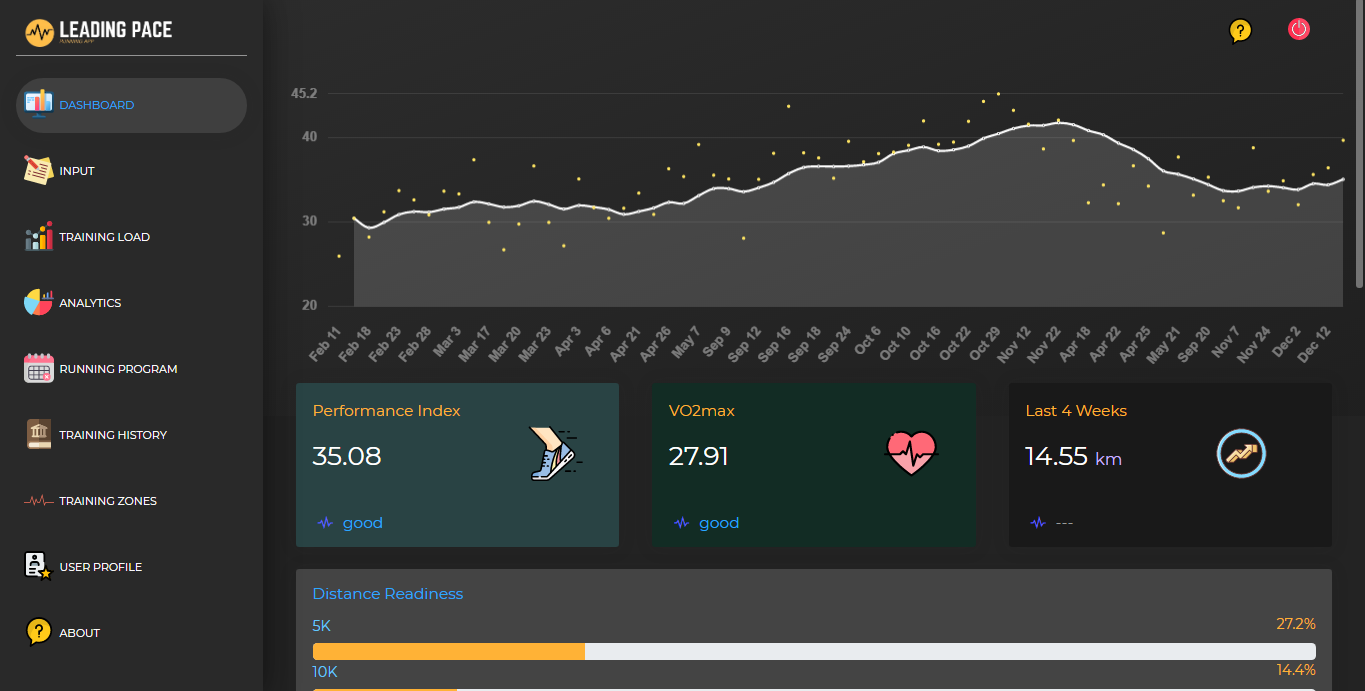 LEADING PACE
RUNNING APP
DASHBOARD
INPUT
TRAINING LOAD
ANALYTICS
RUNNING PROGRAM
TRAINING HISTORY
TRAINING ZONES
USER PROFILE
? ABOUT
?
45.2
40
30
20
Feb 11 Feb 18 Feb 23 Feb 28 Mar 3 Mar 17 Mar 20 Mar 23 Apr 3 Apr 6 Apr 21 Apr 26 May 7 Sep 9 Sep 12 Sep 16 Sep 18 Sep 24 Oct 6 Oct 10 Oct 16 Oct 22 Oct 29 Nov 12 Nov 22 Apr 18 Apr 22 Apr 25 May 21 Sep 20 Nov 7 Nov 24 Dec 2 Dec 12
Performance Index
35.08
good
VO2max
27.91
good
Last 4 Weeks
14.55 km
---
Distance Readiness
5K 27.2%
10K 14.4%